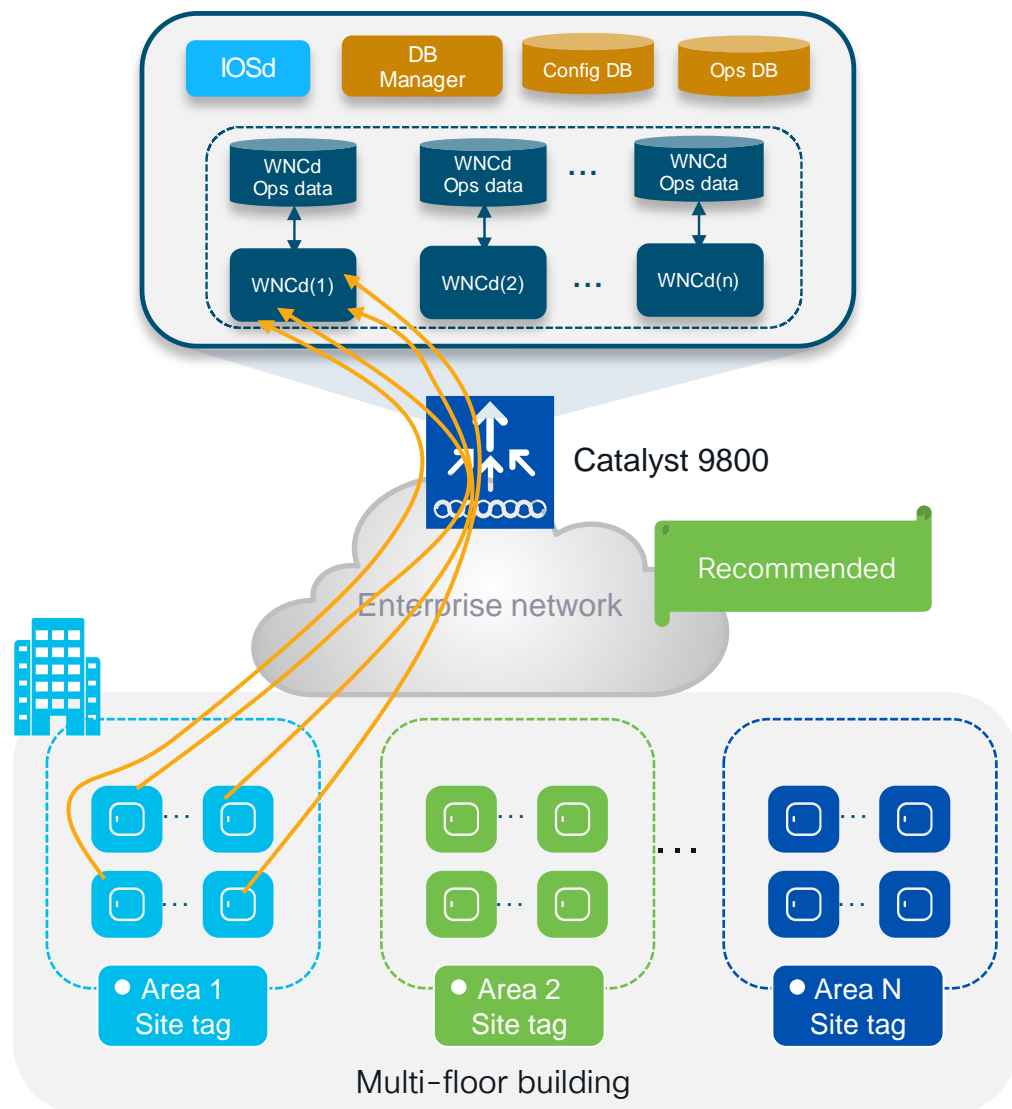 IOSd
DB
Manager
Config DB
Ops DB
WNCd
Ops data
WNCd
Ops data
...
WNCd
Ops data
WNCd(1)
WNCd(2)
...
WNCd(n)
Catalyst 9800
Recommended
Enterprise network
...
...
...
...
...
...
...
Area 1
Site tag
Area 2
Site tag
Area N
Site tag
Multi-floor building